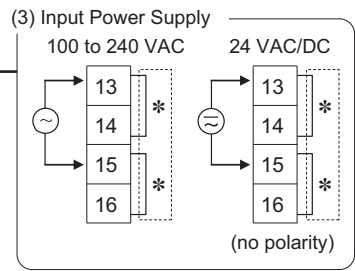 (3) Input Power Supply
100 to 240 VAC 24 VAC/DC
13 13
14 * 14 *
15 15
16 * 16 *
(no polarity)